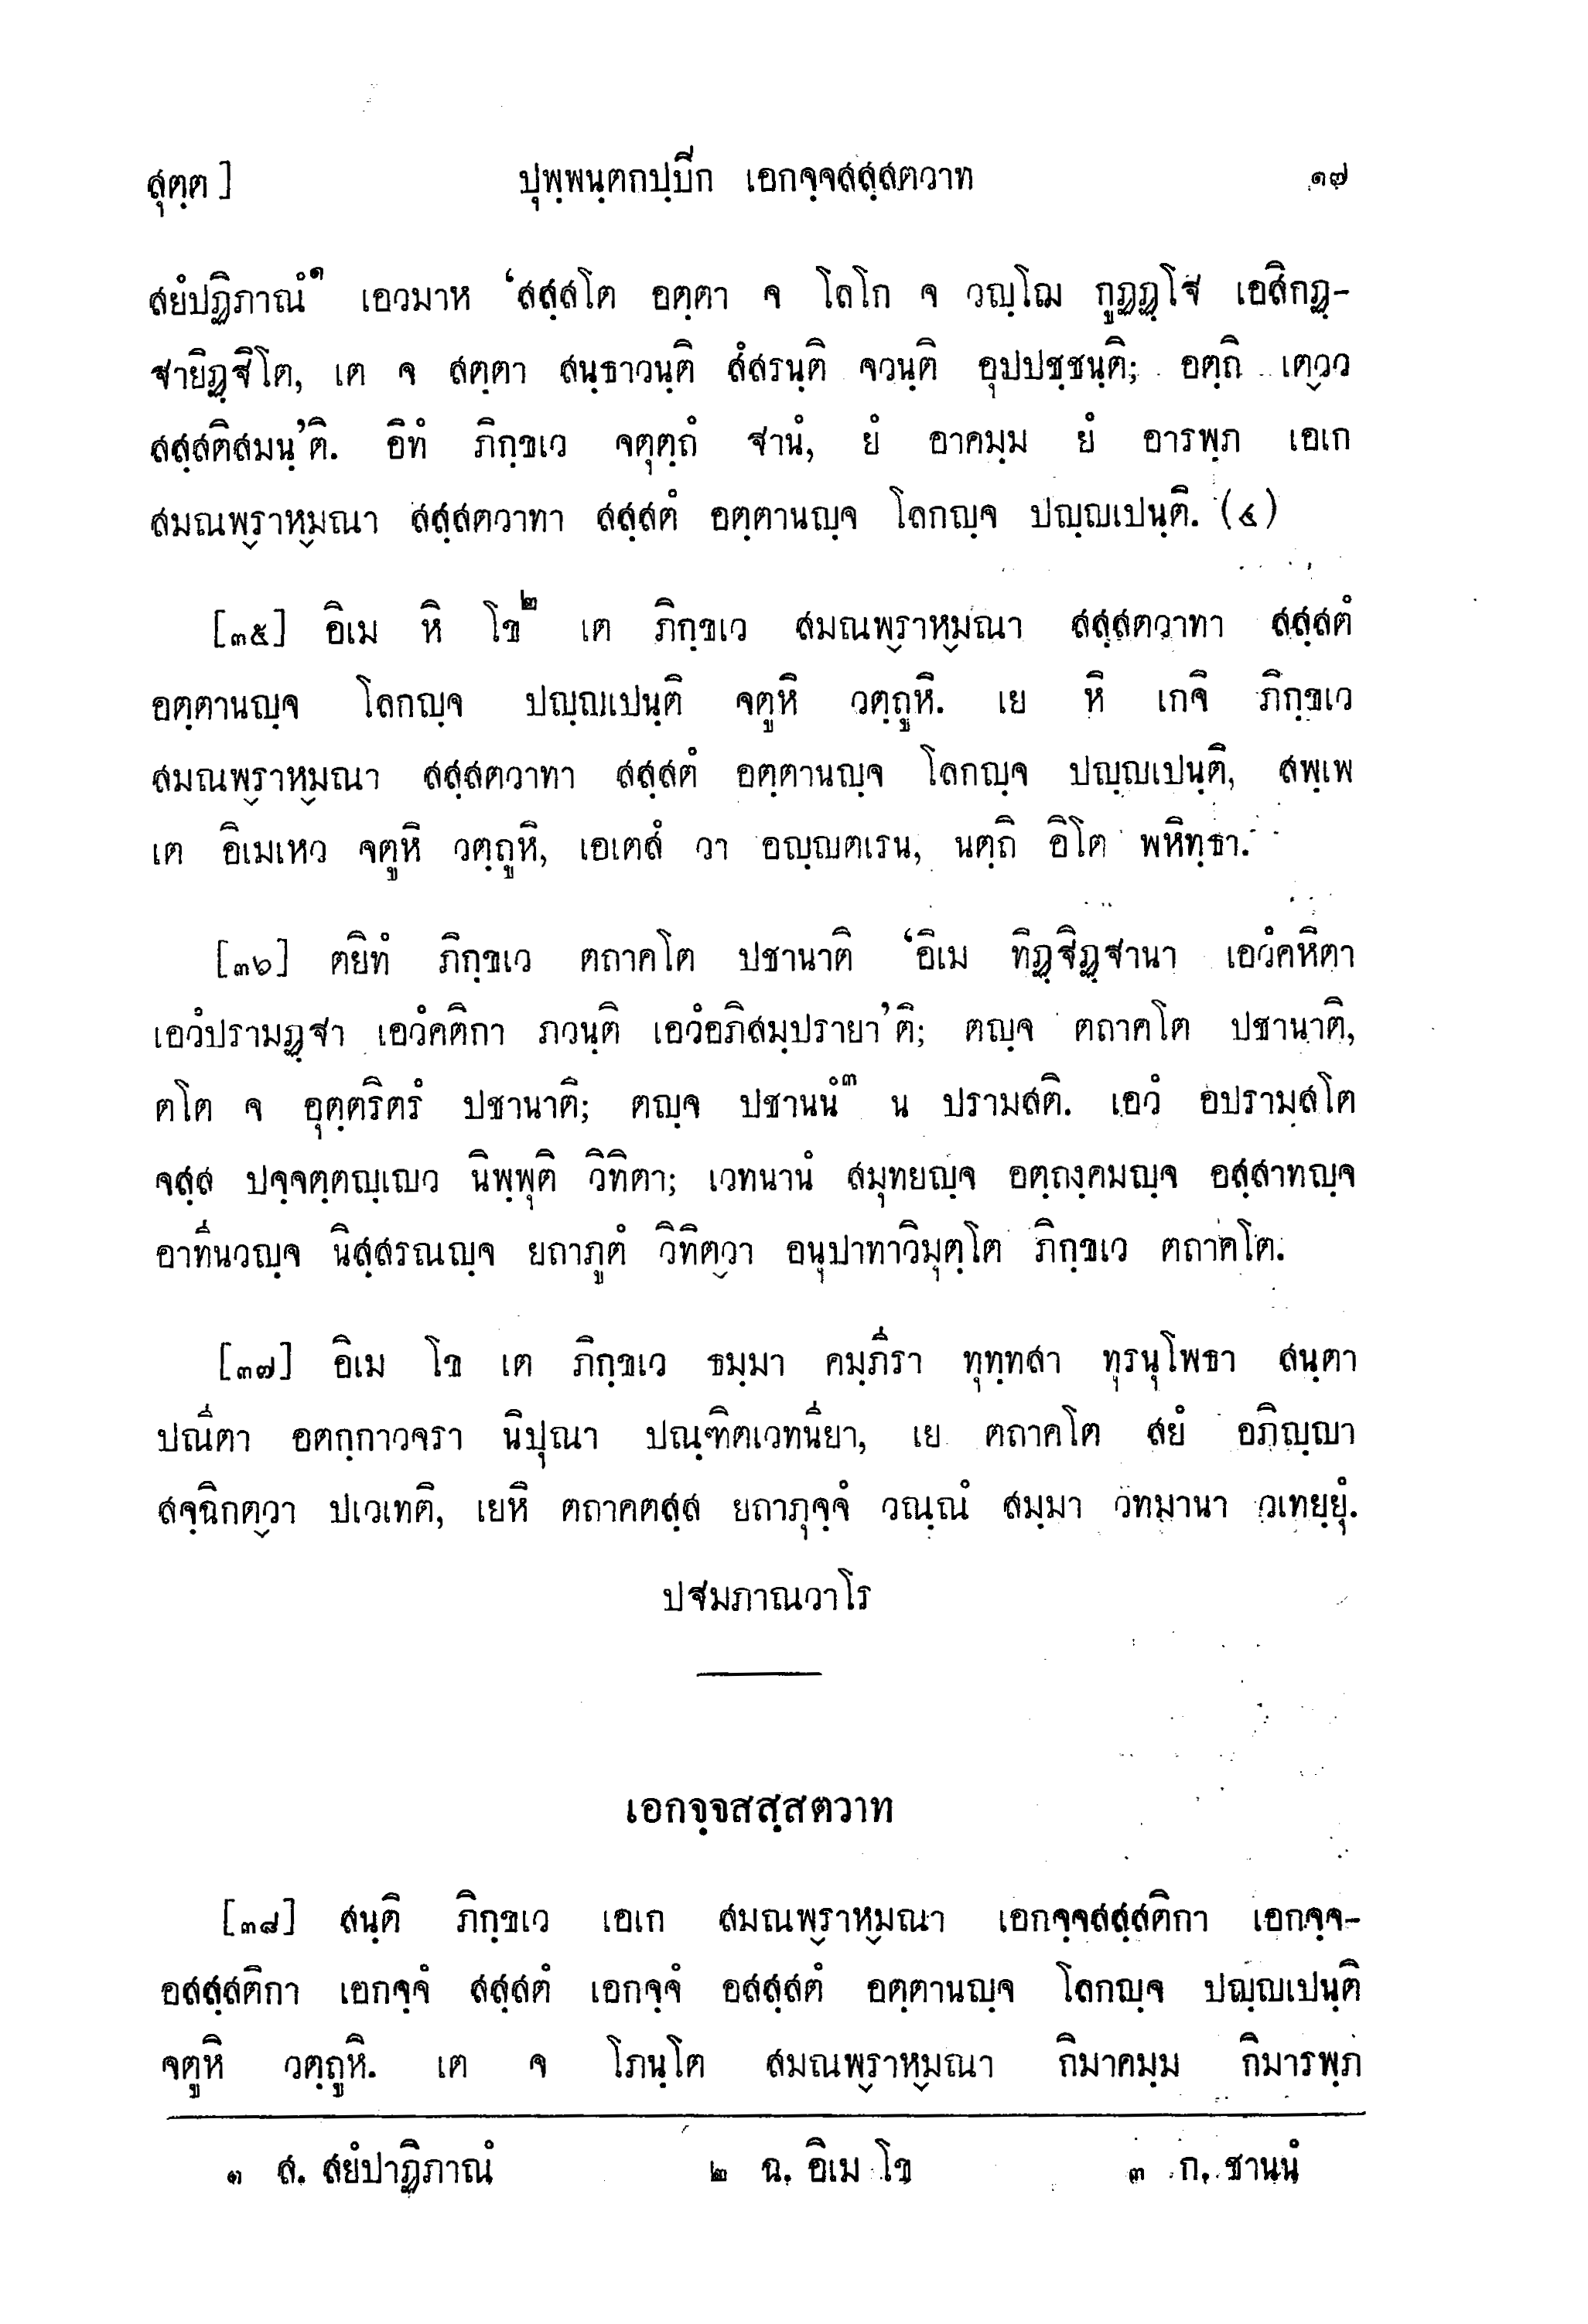 สุตฺต]    ปุพฺพนฺตกปฺปีก เอกจฺจสสฺสตวาท    ๑๗
สยํปฏิภาณํ๑ เอวมาห ‘สสฺสโต อตฺตา จ โลโก จ วญฺโฌ กูฏฏฺโฐ เอสิกฏฺ-
ฐายิฏฺฐิโต, เต จ สตฺตา สนฺธาวนฺติ สํสรนฺติ จวนฺติ อุปปชฺชนฺติ; อตฺถิ เตฺวว
สสฺสติสมนฺ’ติ. อิทํ ภิกฺขเว จตุตฺถํ ฐานํ, ยํ อาคมฺม ยํ อารพฺภ เอเก
สมณพฺราหฺมณา สสฺสตวาทา สสฺสตํ อตฺตานญฺจ โลกญฺจ ปญฺญเปนฺติ. (๔)
[๓๕] อิเม หิ โข๒ เต ภิกฺขเว สมณพฺราหฺมณา สสฺสตวาทา สสฺสตํ
อตฺตานญฺจ โลกญฺจ ปญฺญเปนฺติ จตูหิ วตฺถูหิ. เย หิ เกจิ ภิกฺขเว
สมณพฺราหฺมณา สสฺสตวาทา สสฺสตํ อตฺตานญฺจ โลกญฺจ ปญฺญเปนฺติ, สพฺเพ
เต อิเมเหว จตูหิ วตฺถูหิ, เอเตสํ วา อญฺญตเรน, นตฺถิ อิโต พหิทฺธา.
[๓๖] ตยิทํ ภิกฺขเว ตถาคโต ปชานาติ ‘อิเม ทิฏฺฐิฏฺฐานา เอวํคหิตา
เอวํปรามฏฺฐา เอวํคติกา ภวนฺติ เอวํอภิสมฺปรายา’ติ; ตญฺจ ตถาคโต ปชานาติ,
ตโต จ อุตฺตริตรํ ปชานาติ; ตญฺจ ปชานนํ๓ น ปรามสติ. เอวํ อปรามสโต
จสฺส ปจฺจตฺตญฺเญว นิพฺพุติ วิทิตา; เวทนานํ สมุทยญฺจ อตฺถงฺคมญฺจ อสฺสาทญฺจ
อาทีนวญฺจ นิสฺสรณญฺจ ยถาภูตํ วิทิตฺวา อนุปาทาวิมุตฺโต ภิกฺขเว ตถาคโต.
[๓๗] อิเม โข เต ภิกฺขเว ธมฺมา คมฺภีรา ทุทฺทสา ทุรนุโพธา สนฺตา
ปณีตา อตกฺกาวจรา นิปุณา ปณฺฑิตเวทนียา, เย ตถาคโต สยํ อภิญฺญา
สจฺฉิกตฺวา ปเวเทติ, เยหิ ตถาคตสฺส ยถาภุจฺจํ วณฺณํ สมฺมา วทมานา วเทยฺยุํ.
ปฐมภาณวาโร
เอกจฺจสสฺสตวาท
[๓๘] สนฺติ ภิกฺขเว เอเก สมณพฺราหฺมณา เอกจฺจสสฺสติกา เอกจฺจ-
อสสฺสติกา เอกจฺจํ สสฺสตํ เอกจฺจํ อสสฺสตํ อตฺตานญฺจ โลกญฺจ ปญฺญเปนฺติ
จตูหิ วตฺถูหิ. เต จ โภนฺโต สมณพฺราหฺมณา กิมาคมฺม กิมารพฺภ
๑ ส. สยํปาฏิภาณํ    ๒ ฉ. อิเม โข    ๓ ก. ชานนํ